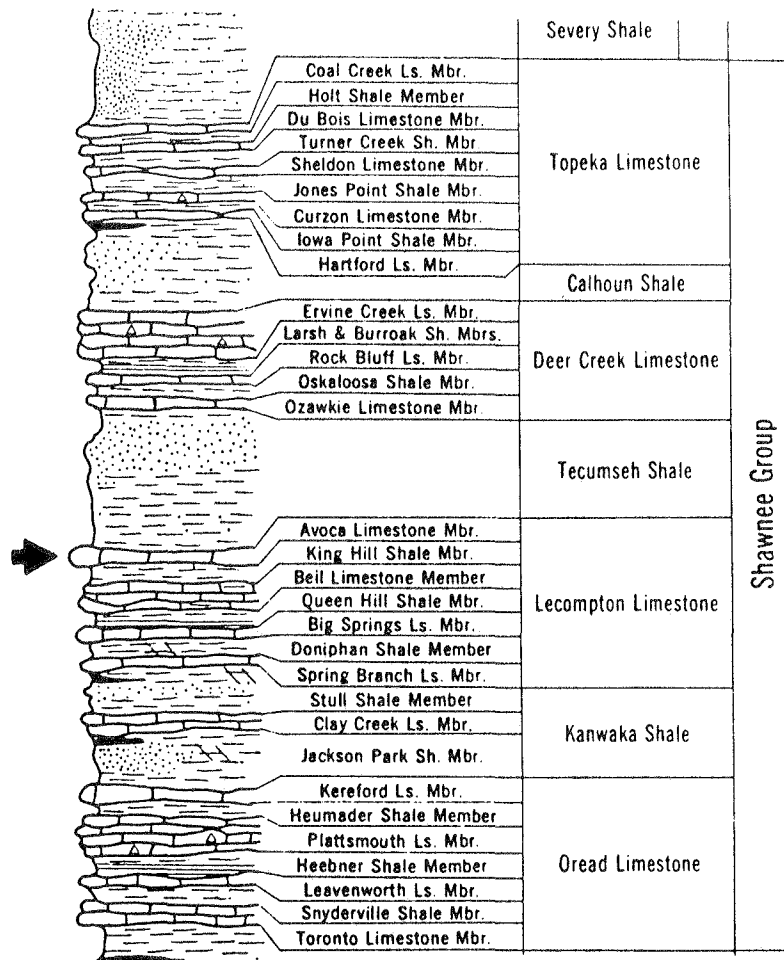 Severy Shale
Coal Creek Ls. Mbr.
Holt Shale Member
Du Bois Limestone Mbr.
Turner Creek Sh. Mbr.
Sheldon Limestone Mbr.
Jones Point Shale Mbr.
Curzon Limestone Mbr.
Iowa Point Shale Mbr.
Hartford Ls. Mbr.
Topeka Limestone
Calhoun Shale
Ervine Creek Ls. Mbr.
Larsh & Burroak Sh. Mbrs.
Rock Bluff Ls. Mbr.
Oskaloosa Shale Mbr.
Ozawkie Limestone Mbr.
Deer Creek Limestone
Tecumseh Shale
Avoca Limestone Mbr.
King Hill Shale Mbr.
Beil Limestone Member
Queen Hill Shale Mbr.
Big Springs Ls. Mbr.
Doniphan Shale Member
Spring Branch Ls. Mbr.
Lecompton Limestone
Stull Shale Member
Clay Creek Ls. Mbr.
Jackson Park Sh. Mbr.
Kanwaka Shale
Kereford Ls. Mbr.
Heumader Shale Member
Plattsmouth Ls. Mbr.
Heebner Shale Member
Leavenworth Ls. Mbr.
Snyderville Shale Mbr.
Toronto Limestone Mbr.
Oread Limestone
Shawnee Group